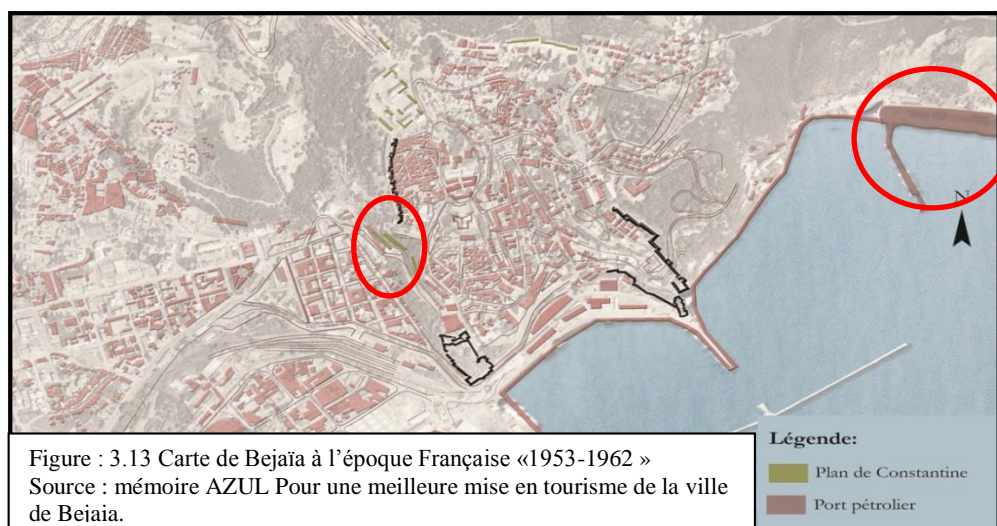 N
Légende:
Plan de Constantine
Port pétrolier
Figure : 3.13 Carte de Bejaïa à l’époque Française «1953-1962 »
Source : mémoire AZUL Pour une meilleure mise en tourisme de la ville
de Bejaia.